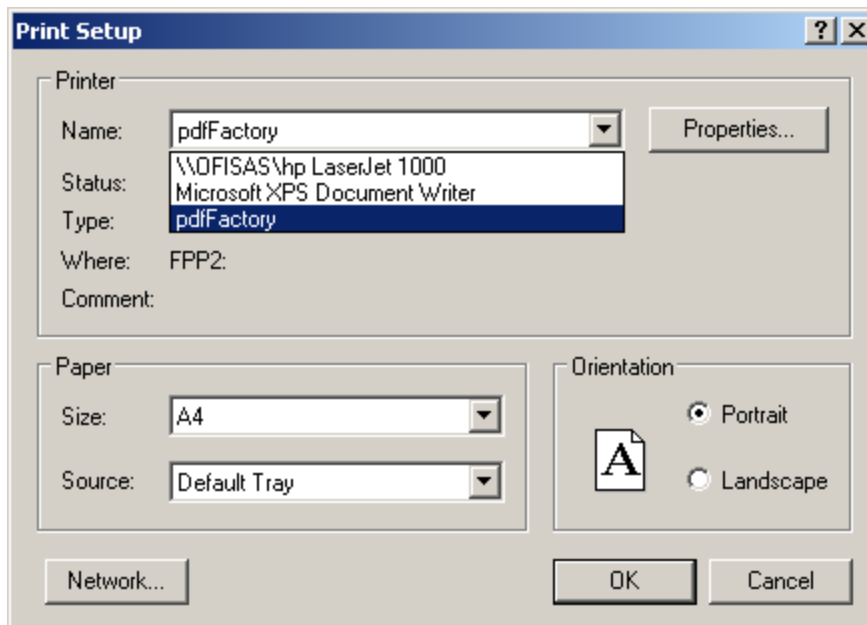 Print Setup
Printer
Name: pdfFactory Properties...
\\OFISAS\hp LaserJet 1000
Status:
Microsoft XPS Document Writer
Type: pdfFactory
Where: FPP2:
Comment:
Paper
Size: A4
Source: Default Tray
Orientation
A
Portrait
Landscape
Network... OK Cancel